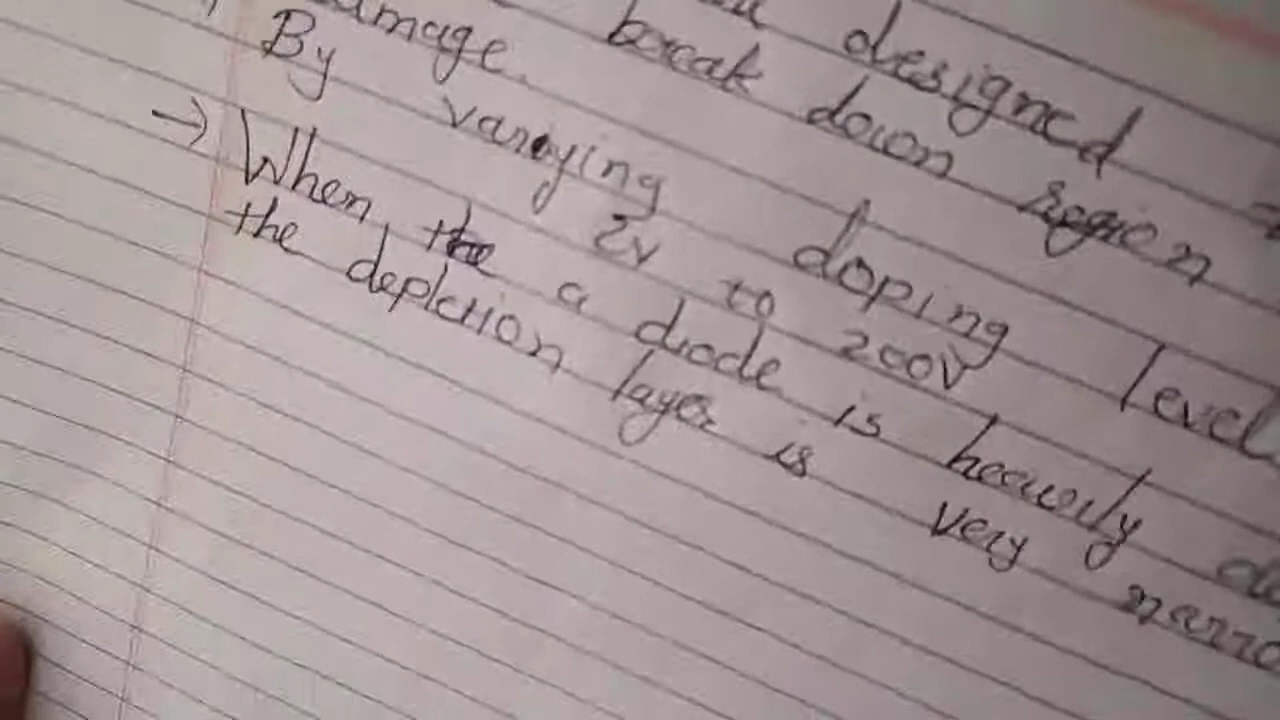 designed
break down region
damage.
By varying doping level
2v to 200V
→ When the a diode is heavily
the depletion layer is very narro